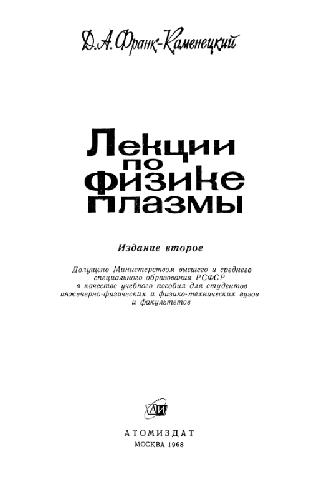 Д.А. Франк-Каменецкий
Лекции
по
физике
плазмы
Издание второе
Допущено Министерством высшего и среднего
специального образования РСФСР
в качестве учебного пособия для студентов
инженерно-физических и физико-технических вузов
и факультетов
АИ
АТОМИЗДАТ
МОСКВА 1968